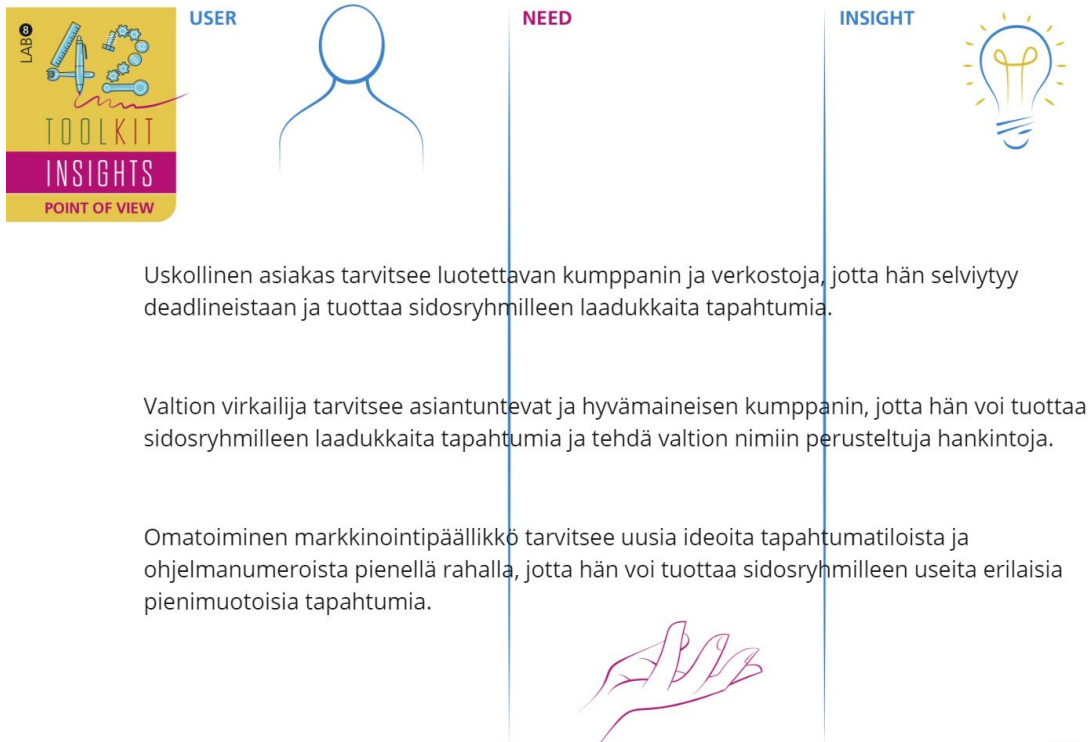 LAB 8
42
TOOLKIT
INSIGHTS
POINT OF VIEW
USER
NEED
INSIGHT
Uskollinen asiakas tarvitsee luotettavan kumppanin ja verkostoja, jotta hän selviytyy
deadlineistaan ja tuottaa sidosryhmilleen laadukkaita tapahtumia.
Valtion virkailija tarvitsee asiantuntevat ja hyvämaineisen kumppanin, jotta hän voi tuottaa
sidosryhmilleen laadukkaita tapahtumia ja tehdä valtion nimiin perusteltuja hankintoja.
Omatoiminen markkinointipäällikkö tarvitsee uusia ideoita tapahtumatiloista ja
ohjelmanumeroista pienellä rahalla, jotta hän voi tuottaa sidosryhmilleen useita erilaisia
pienimuotoisia tapahtumia.